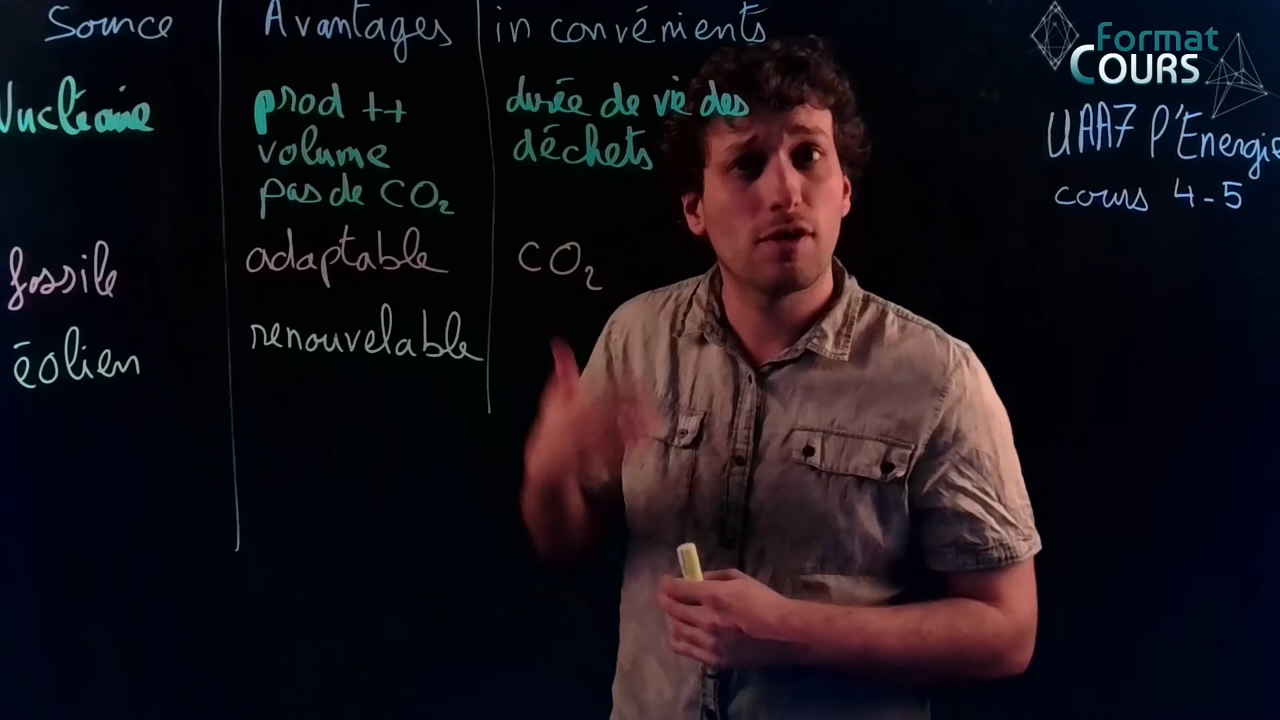 Source Avantages inconvénients
Nucléaire prod ++ durée de vie des
volume déchets
pas de CO₂
fossile adaptable CO₂
éolien renouvelable
Format
COURS
UAA7 l'Energie
cours 4-5